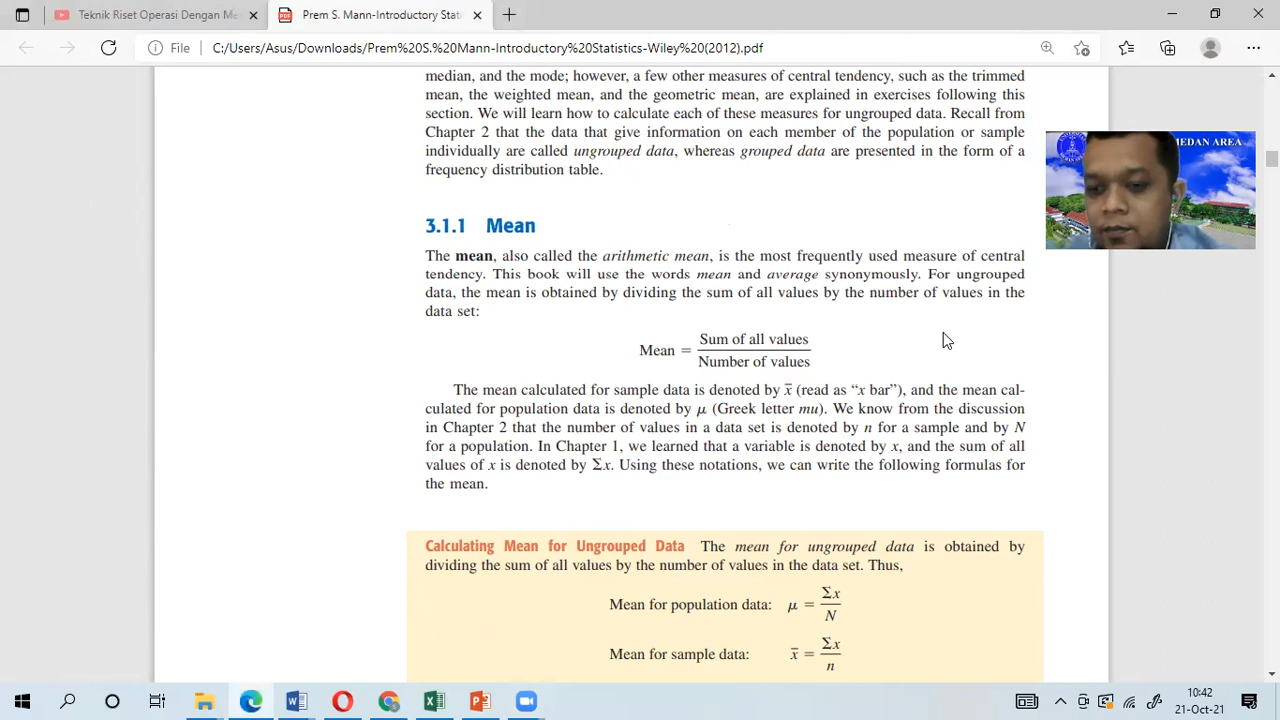 Teknik Riset Operasi Dengan Me
Prem S. Mann-Introductory Statis
File
C:/Users/Asus/Downloads/Prem%20S.%20Mann-Introductory%20Statistics-Wiley%20(2012).pdf
median, and the mode; however, a few other measures of central tendency, such as the trimmed
mean, the weighted mean, and the geometric mean, are explained in exercises following this
section. We will learn how to calculate each of these measures for ungrouped data. Recall from
Chapter 2 that the data that give information on each member of the population or sample
individually are called ungrouped data, whereas grouped data are presented in the form of a
frequency distribution table.
MEDAN AREA
3.1.1 Mean
The mean, also called the arithmetic mean, is the most frequently used measure of central
tendency. This book will use the words mean and average synonymously. For ungrouped
data, the mean is obtained by dividing the sum of all values by the number of values in the
data set:
Mean = Sum of all values
Number of values
The mean calculated for sample data is denoted by x̄ (read as “x bar”), and the mean cal-
culated for population data is denoted by μ (Greek letter mu). We know from the discussion
in Chapter 2 that the number of values in a data set is denoted by n for a sample and by N
for a population. In Chapter 1, we learned that a variable is denoted by x, and the sum of all
values of x is denoted by Σx. Using these notations, we can write the following formulas for
the mean.
Calculating Mean for Ungrouped Data The mean for ungrouped data is obtained by
dividing the sum of all values by the number of values in the data set. Thus,
Mean for population data: μ = Σx
N
Mean for sample data: x̄ = Σx
n
10:42
21-Oct-21